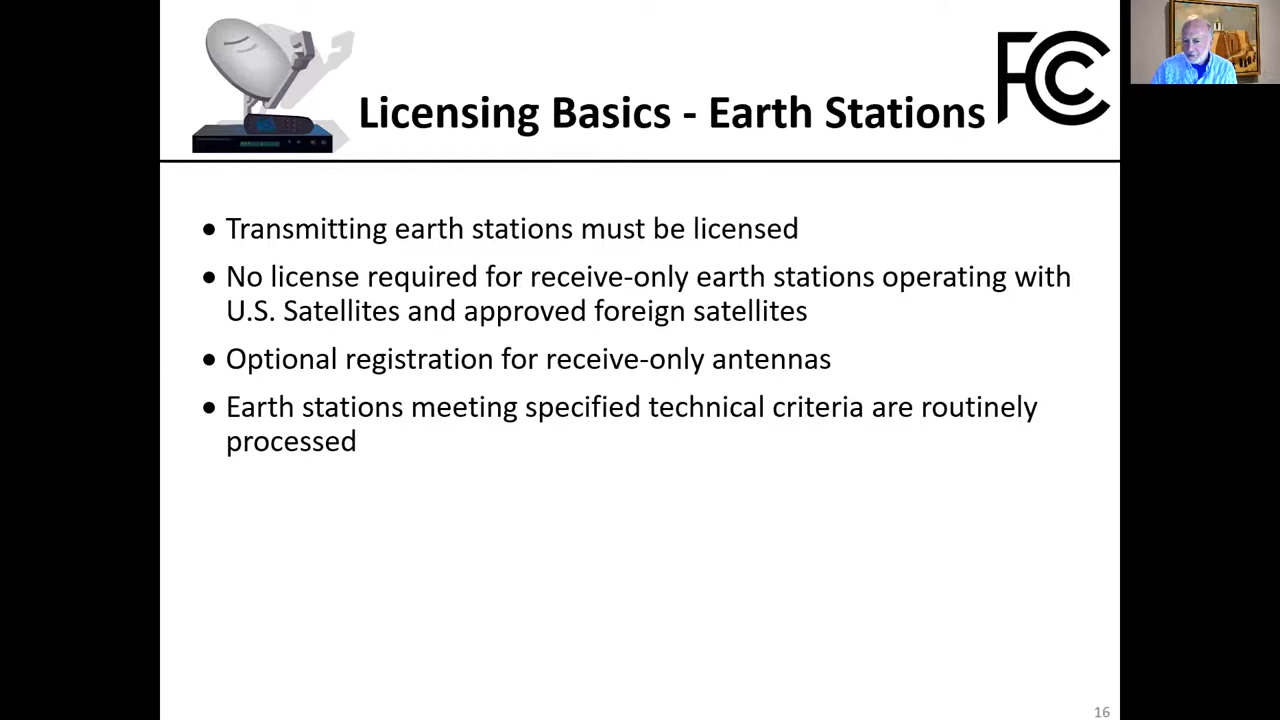 FCC
Licensing Basics - Earth Stations
• Transmitting earth stations must be licensed
• No license required for receive-only earth stations operating with
U.S. Satellites and approved foreign satellites
• Optional registration for receive-only antennas
• Earth stations meeting specified technical criteria are routinely
processed
16